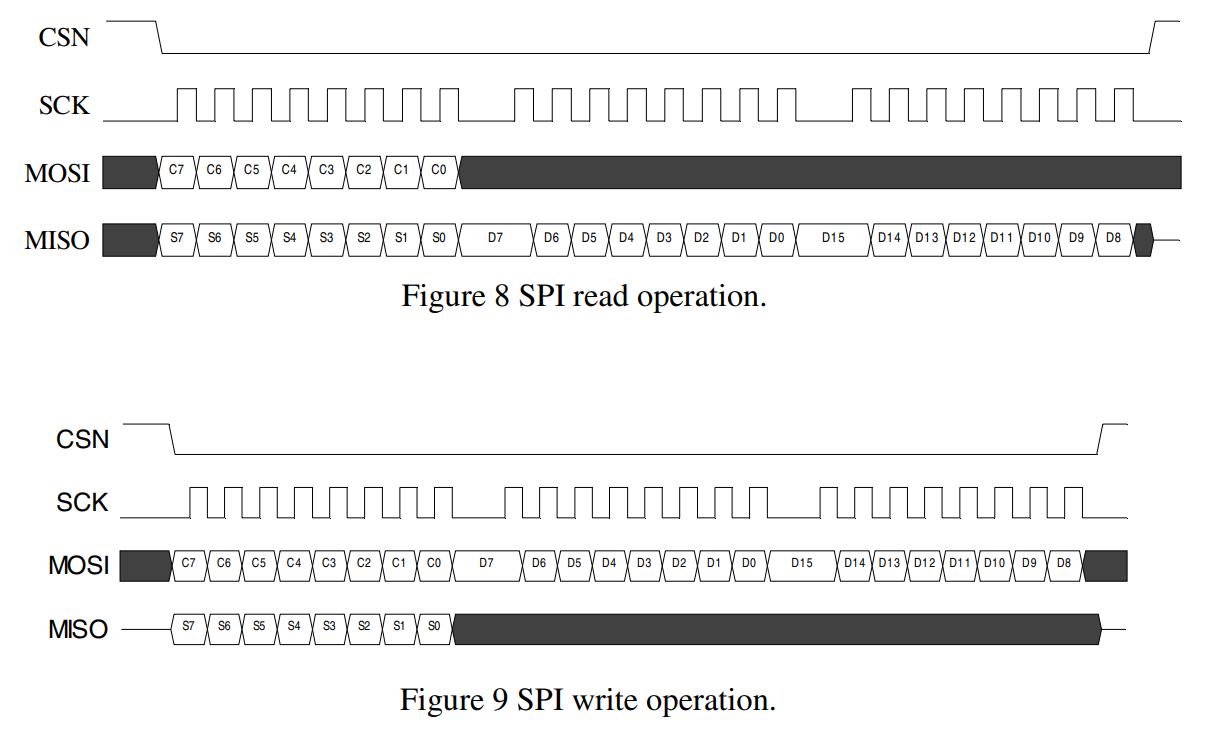 CSN
SCK
MOSI C7 C6 C5 C4 C3 C2 C1 C0
MISO S7 S6 S5 S4 S3 S2 S1 S0 D7 D6 D5 D4 D3 D2 D1 D0 D15 D14 D13 D12 D11 D10 D9 D8
Figure 8 SPI read operation.
CSN
SCK
MOSI C7 C6 C5 C4 C3 C2 C1 C0 D7 D6 D5 D4 D3 D2 D1 D0 D15 D14 D13 D12 D11 D10 D9 D8
MISO S7 S6 S5 S4 S3 S2 S1 S0
Figure 9 SPI write operation.